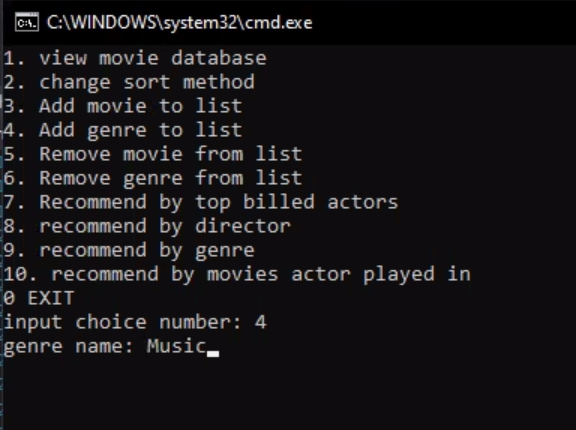 C:\WINDOWS\system32\cmd.exe
1. view movie database
2. change sort method
3. Add movie to list
4. Add genre to list
5. Remove movie from list
6. Remove genre from list
7. Recommend by top billed actors
8. recommend by director
9. recommend by genre
10. recommend by movies actor played in
0 EXIT
input choice number: 4
genre name: Music